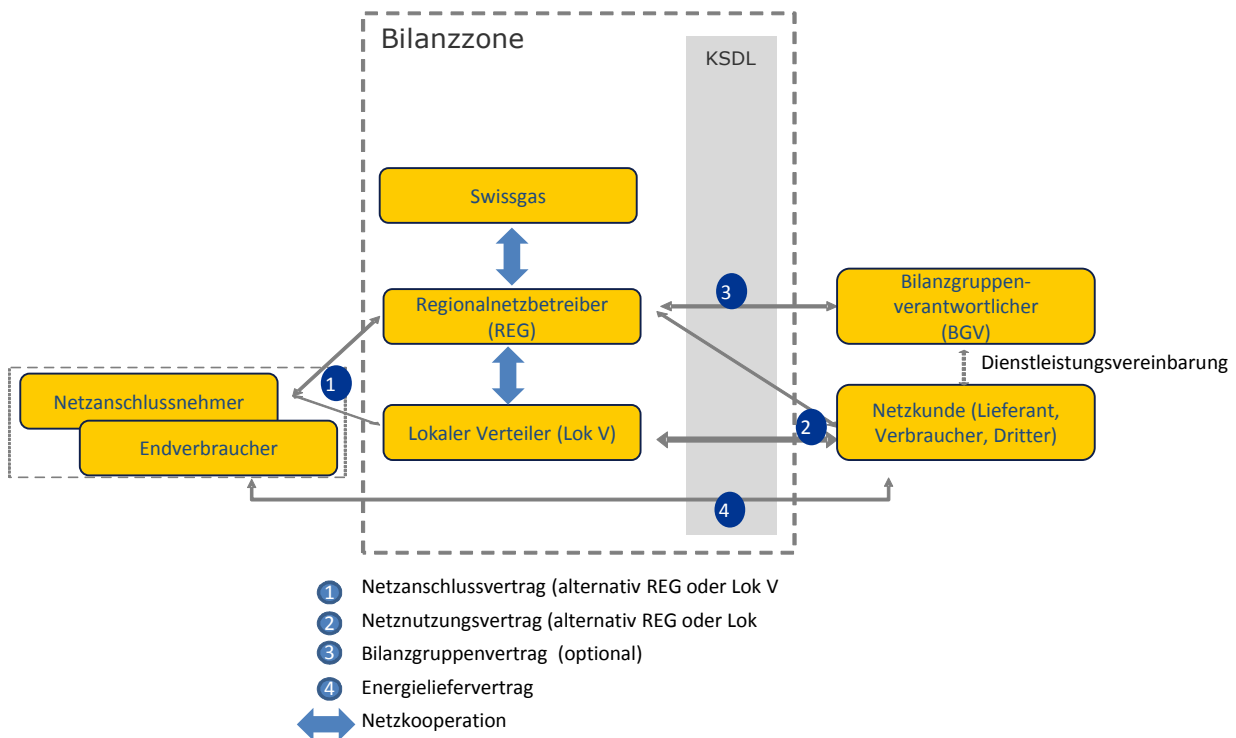 Bilanzzone
KSDL
Swissgas
Regionalnetzbetreiber
(REG)
3
Bilanzgruppen-
verantwortlicher
(BGV)
Dienstleistungsvereinbarung
1
Netzanschlussnehmer
Endverbraucher
Lokaler Verteiler (Lok V)
2
Netzkunde (Lieferant,
Verbraucher, Dritter)
4
1 Netzanschlussvertrag (alternativ REG oder Lok V
2 Netznutzungsvertrag (alternativ REG oder Lok
3 Bilanzgruppenvertrag (optional)
4 Energieliefervertrag
Netzkooperation